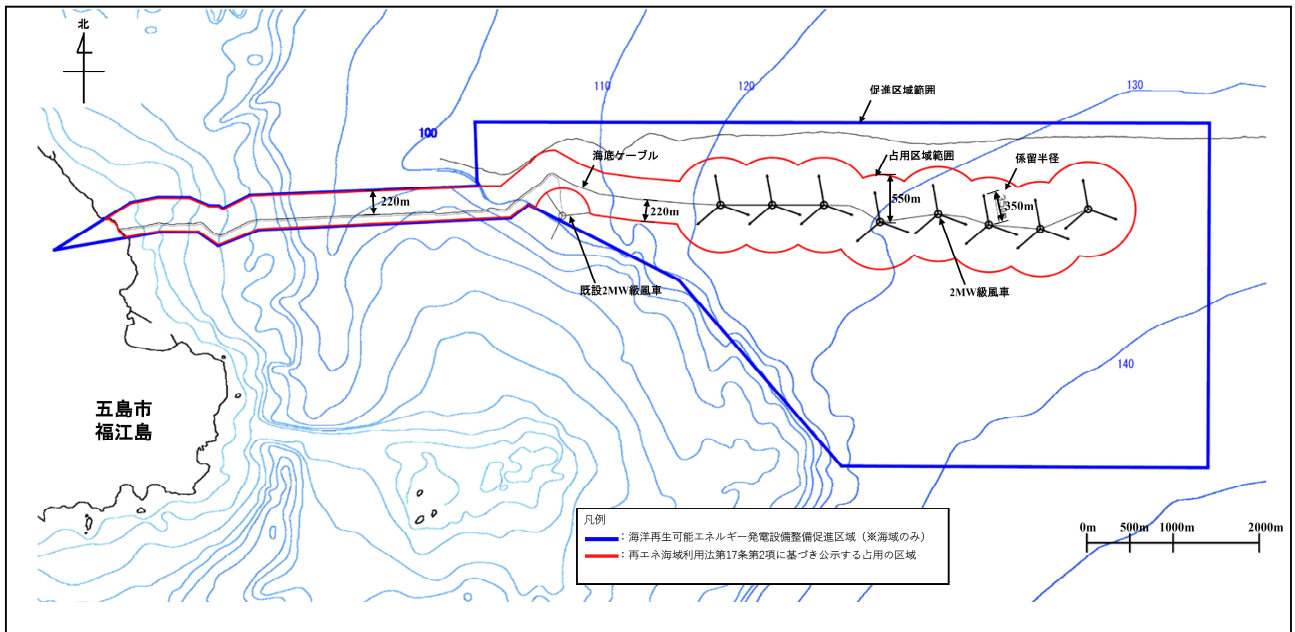 北
110
120
130
促進区域範囲
100
海底ケーブル
占用区域範囲
係留半径
220m
220m
550m
350m
既設2MW級風車
2MW級風車
140
五島市
福江島
凡例
：海洋再生可能エネルギー発電設備整備促進区域（※海域のみ）
：再エネ海域利用法第17条第2項に基づき公示する占用の区域
0m 500m 1000m 2000m